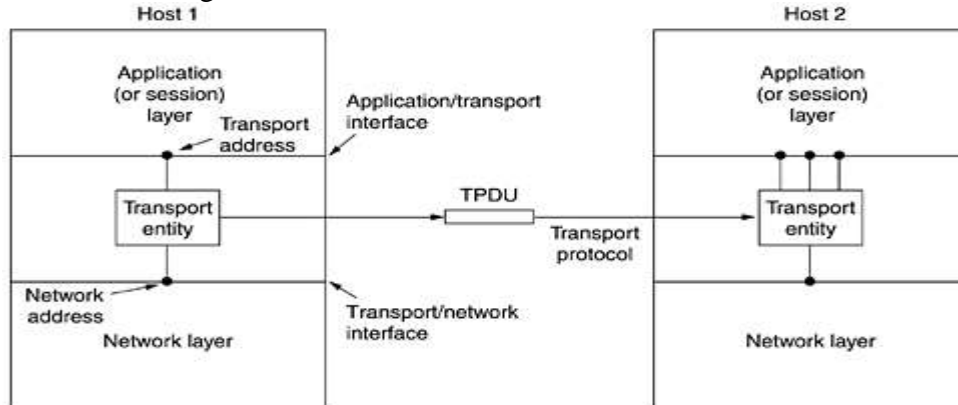 Host 1
Host 2
Application
(or session)
layer
Transport
address
Application/transport
interface
Application
(or session)
layer
Transport
entity
TPDU
Transport
protocol
Transport
entity
Network
address
Transport/network
interface
Network layer
Network layer